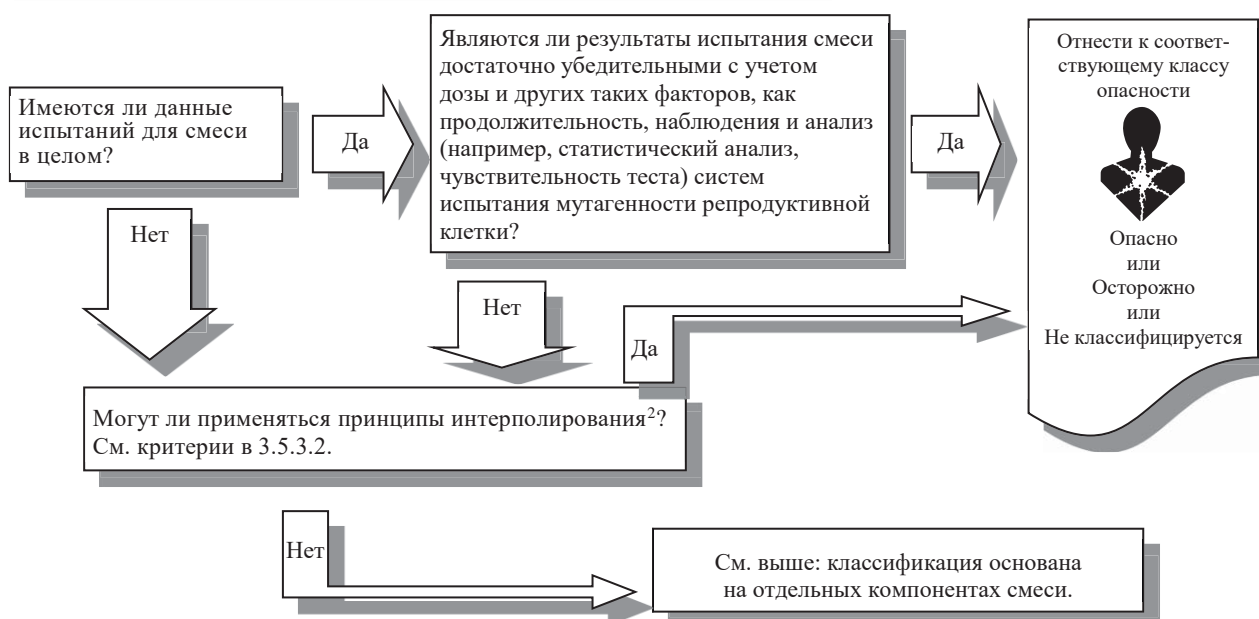 Имеются ли данные
испытаний для смеси
в целом?
Да
Являются ли результаты испытания смеси
достаточно убедительными с учетом
дозы и других таких факторов, как
продолжительность, наблюдения и анализ
(например, статистический анализ,
чувствительность теста) систем
испытания мутагенности репродуктивной
клетки?
Да
Отнести к соответ-
ствующему классу
опасности
Опасно
или
Осторожно
или
Не классифицируется
Нет
Нет
Да
Могут ли применяться принципы интерполирования²?
См. критерии в 3.5.3.2.
Нет
См. выше: классификация основана
на отдельных компонентах смеси.